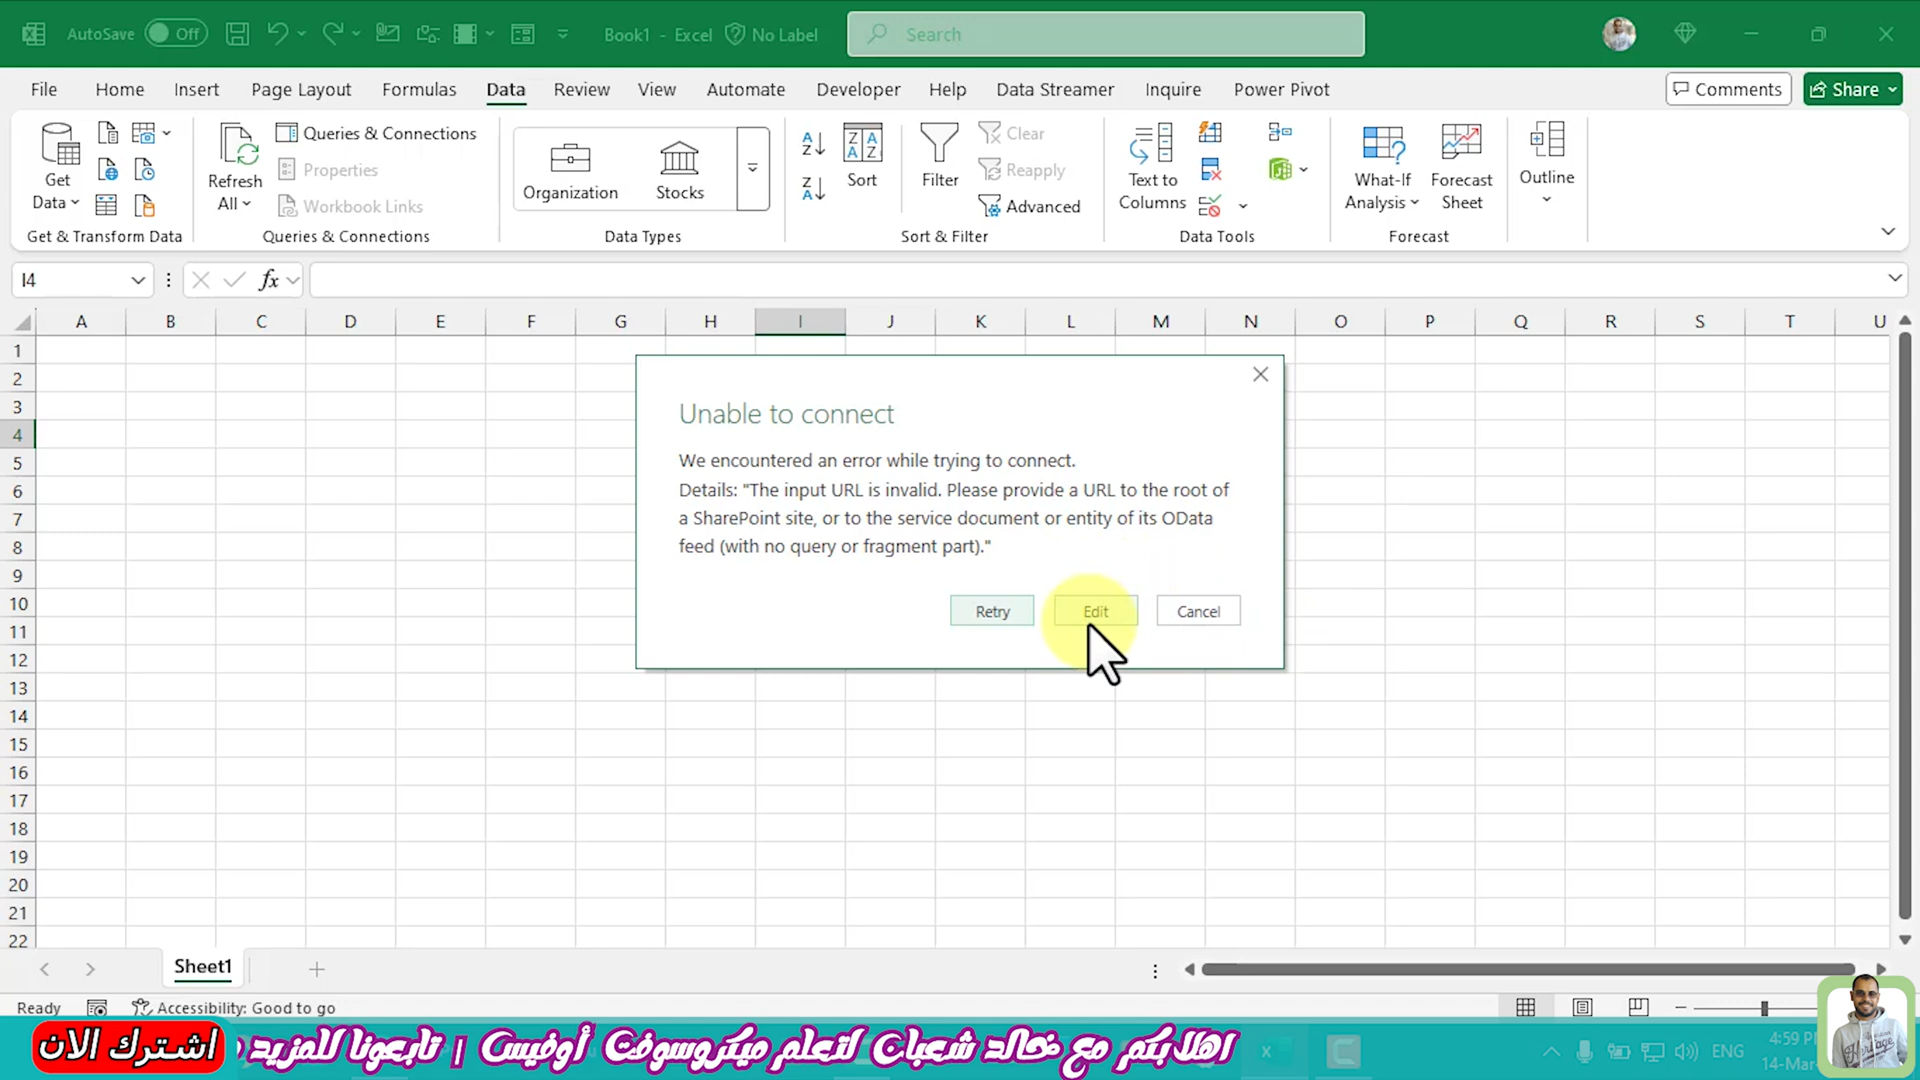 AutoSave Off Book1 - Excel No Label Search
File Home Insert Page Layout Formulas Data Review View Automate Developer Help Data Streamer Inquire Power Pivot Comments Share
Get Data
Refresh All
Queries & Connections
Properties
Workbook Links
Organization
Stocks
Sort
Filter
Clear
Reapply
Advanced
Text to Columns
What-If Analysis
Forecast Sheet
Outline
Get & Transform Data
Queries & Connections
Data Types
Sort & Filter
Data Tools
Forecast
I4 fx
A B C D E F G H I J K L M N O P Q R S T U
1
2
3
4
5
6
7
8
9
10
11
12
13
14
15
16
17
18
19
20
21
22
Unable to connect
We encountered an error while trying to connect.
Details: "The input URL is invalid. Please provide a URL to the root of
a SharePoint site, or to the service document or entity of its OData
feed (with no query or fragment part)."
Retry Edit Cancel
Sheet1
Ready Accessibility: Good to go
اهلا بكم مع خالد شعبان لتعلم ميكروسوفت أوفيس | تابعونا للمزيد
اشترك الان
ENG
4:59
14-Mar